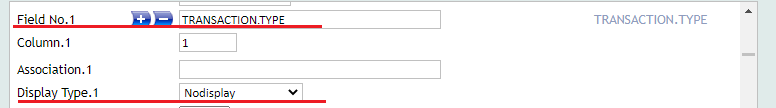 Field No.1 TRANSACTION.TYPE TRANSACTION.TYPE
Column.1 1
Association.1
Display Type.1 Nodisplay